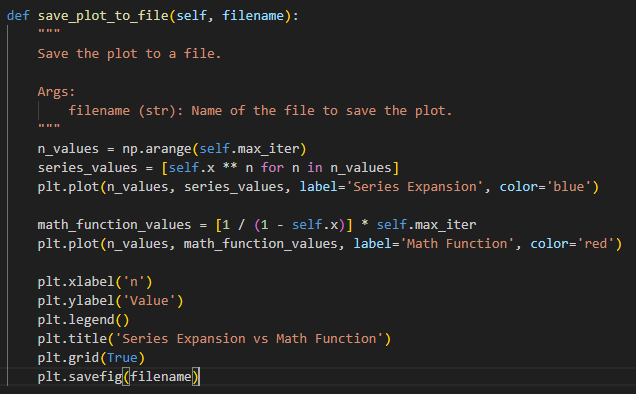 def save_plot_to_file(self, filename):
    """
    Save the plot to a file.

    Args:
        filename (str): Name of the file to save the plot.
    """
    n_values = np.arange(self.max_iter)
    series_values = [self.x ** n for n in n_values]
    plt.plot(n_values, series_values, label='Series Expansion', color='blue')

    math_function_values = [1 / (1 - self.x)] * self.max_iter
    plt.plot(n_values, math_function_values, label='Math Function', color='red')

    plt.xlabel('n')
    plt.ylabel('Value')
    plt.legend()
    plt.title('Series Expansion vs Math Function')
    plt.grid(True)
    plt.savefig(filename)